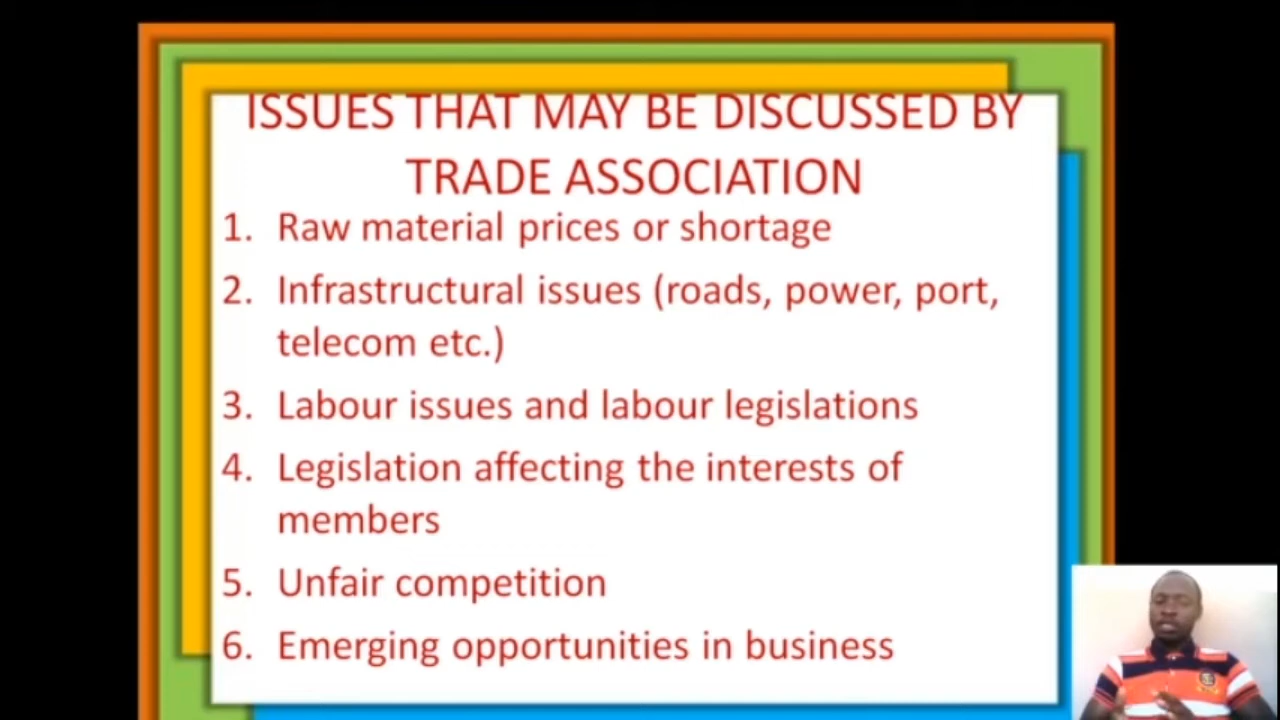 ISSUES THAT MAY BE DISCUSSED BY
TRADE ASSOCIATION
1. Raw material prices or shortage
2. Infrastructural issues (roads, power, port,
telecom etc.)
3. Labour issues and labour legislations
4. Legislation affecting the interests of
members
5. Unfair competition
6. Emerging opportunities in business